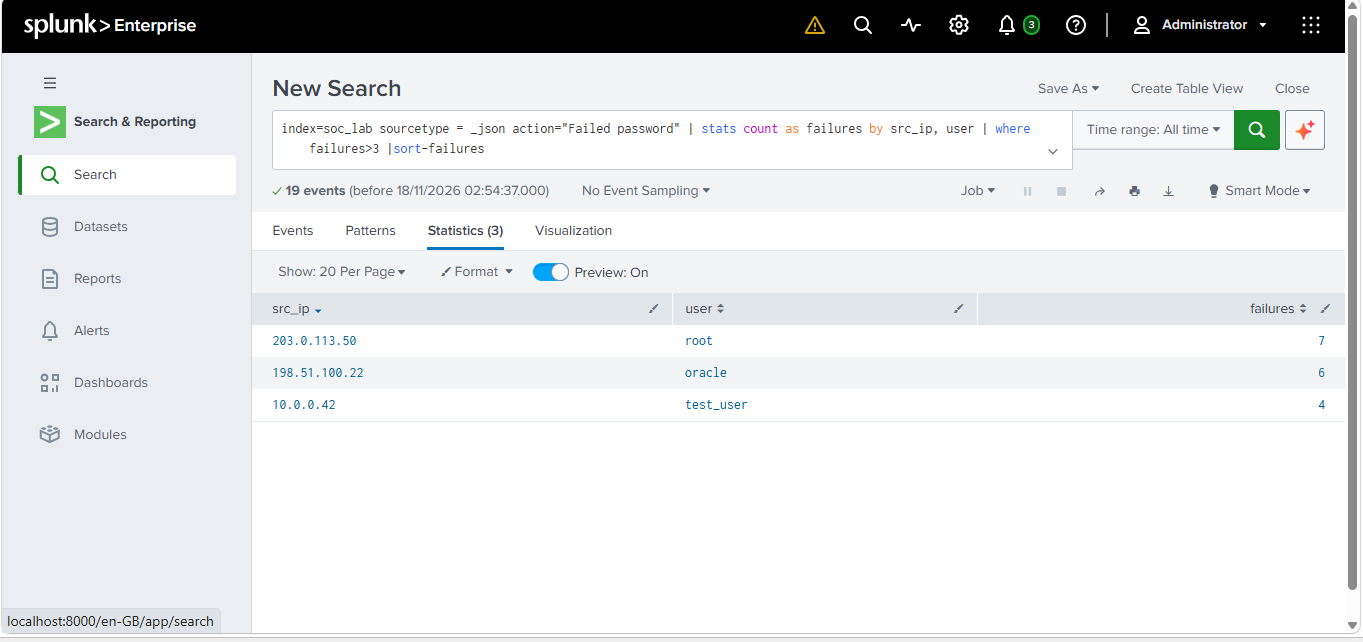 splunk> Enterprise
3
Administrator
Search & Reporting
Search
Datasets
Reports
Alerts
Dashboards
Modules
New Search
Save As
Create Table View
Close
index=soc_lab sourcetype = _json action="Failed password" | stats count as failures by src_ip, user | where
failures>3 |sort-failures
Time range: All time
19 events (before 18/11/2026 02:54:37.000)
No Event Sampling
Job
Smart Mode
Events
Patterns
Statistics (3)
Visualization
Show: 20 Per Page
Format
Preview: On
src_ip user failures
203.0.113.50 root 7
198.51.100.22 oracle 6
10.0.0.42 test_user 4
localhost:8000/en-GB/app/search